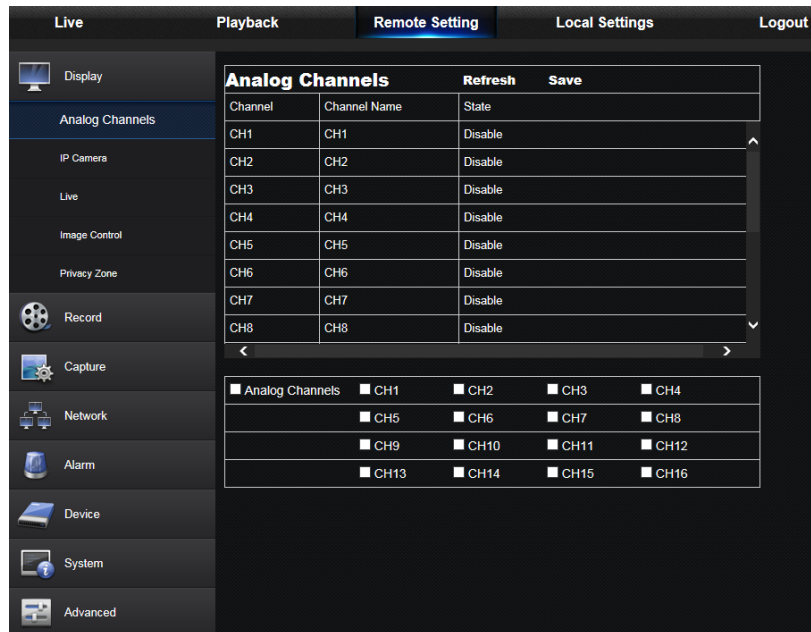 Live Playback Remote Setting Local Settings Logout
Display
Analog Channels
IP Camera
Live
Image Control
Privacy Zone
Record
Capture
Network
Alarm
Device
System
Advanced
Analog Channels Refresh Save
Channel Channel Name State
CH1 CH1 Disable
CH2 CH2 Disable
CH3 CH3 Disable
CH4 CH4 Disable
CH5 CH5 Disable
CH6 CH6 Disable
CH7 CH7 Disable
CH8 CH8 Disable
Analog Channels CH1 CH2 CH3 CH4
CH5 CH6 CH7 CH8
CH9 CH10 CH11 CH12
CH13 CH14 CH15 CH16